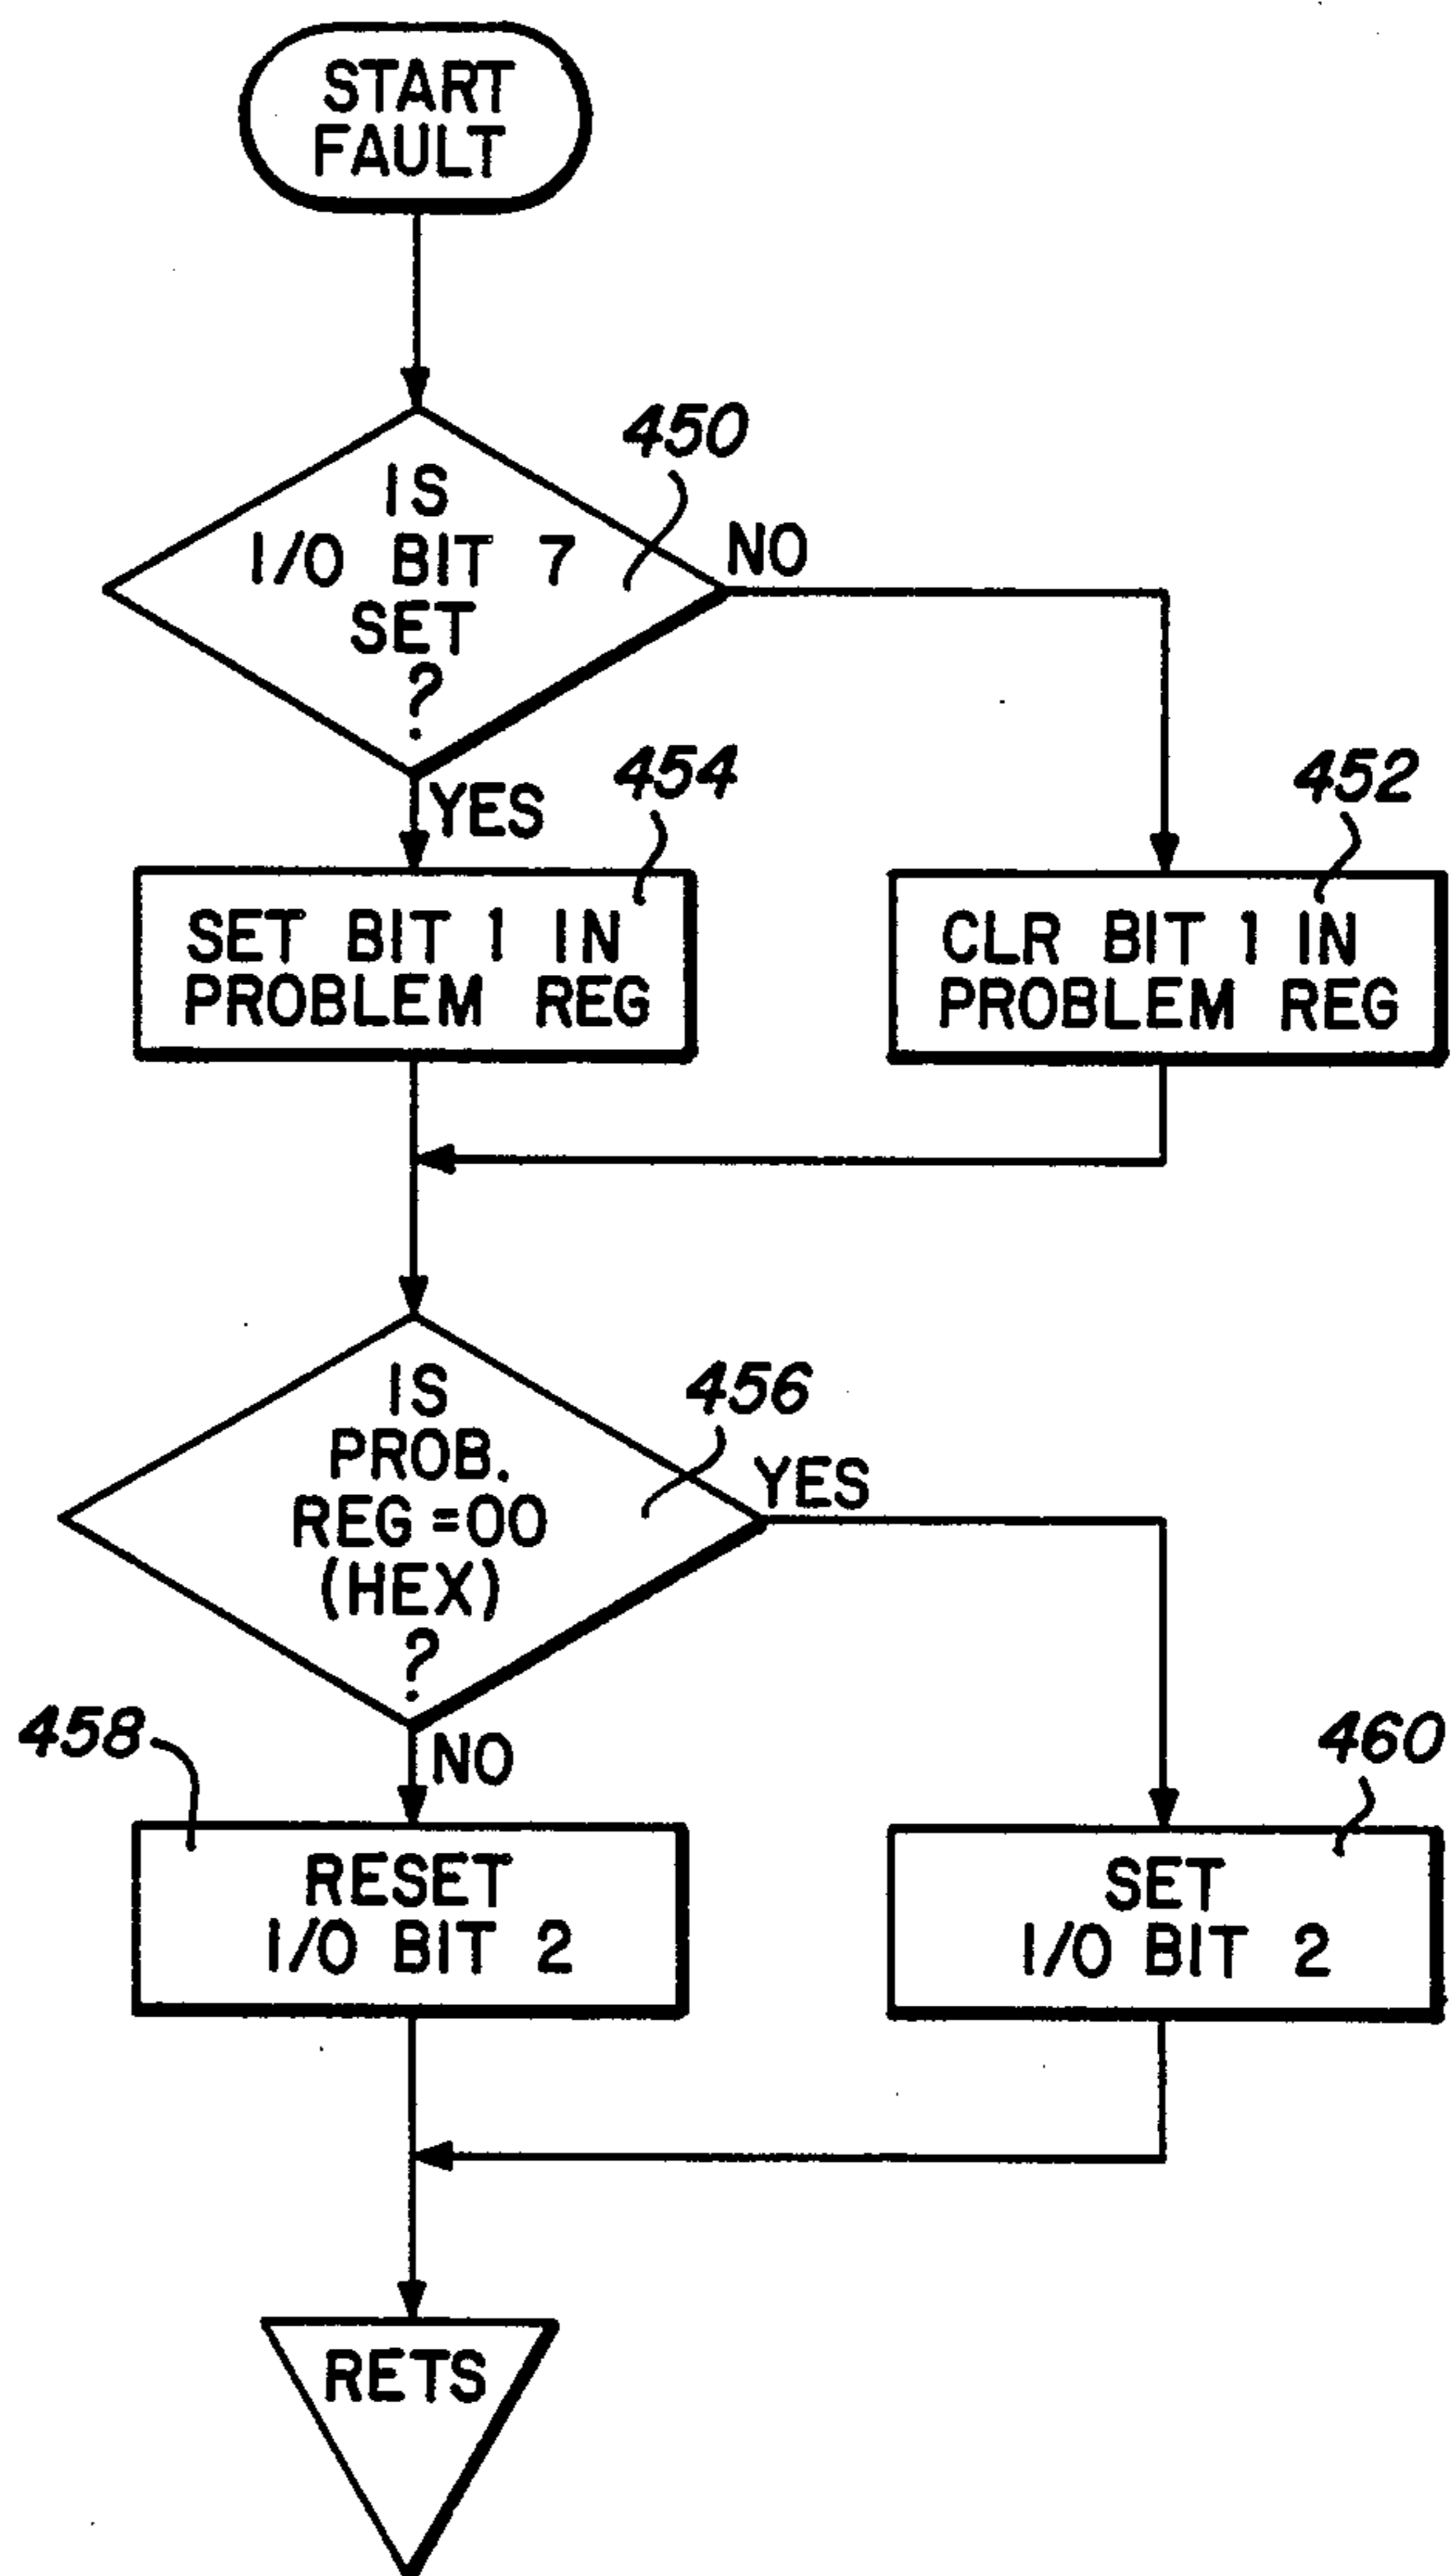 START
FAULT
450
IS
I/O BIT 7
SET
?
NO
YES
454
452
SET BIT 1 IN
PROBLEM REG
CLR BIT 1 IN
PROBLEM REG
456
IS
PROB.
REG =00
(HEX)
?
YES
NO
458
460
RESET
I/O BIT 2
SET
I/O BIT 2
RETS